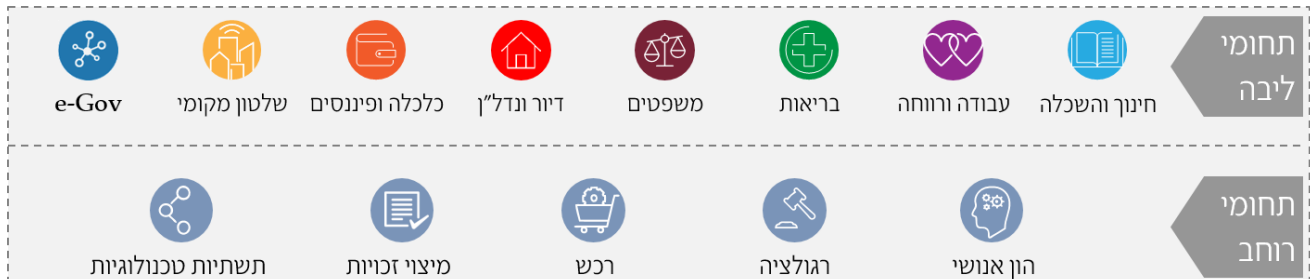 תחומי
ליבה
חינוך והשכלה
עבודה ורווחה
בריאות
משפטים
דיור ונדל"ן
כלכלה ופיננסים
שלטון מקומי
e-Gov
תחומי
רוחב
הון אנושי
רגולציה
רכש
מיצוי זכויות
תשתיות טכנולוגיות